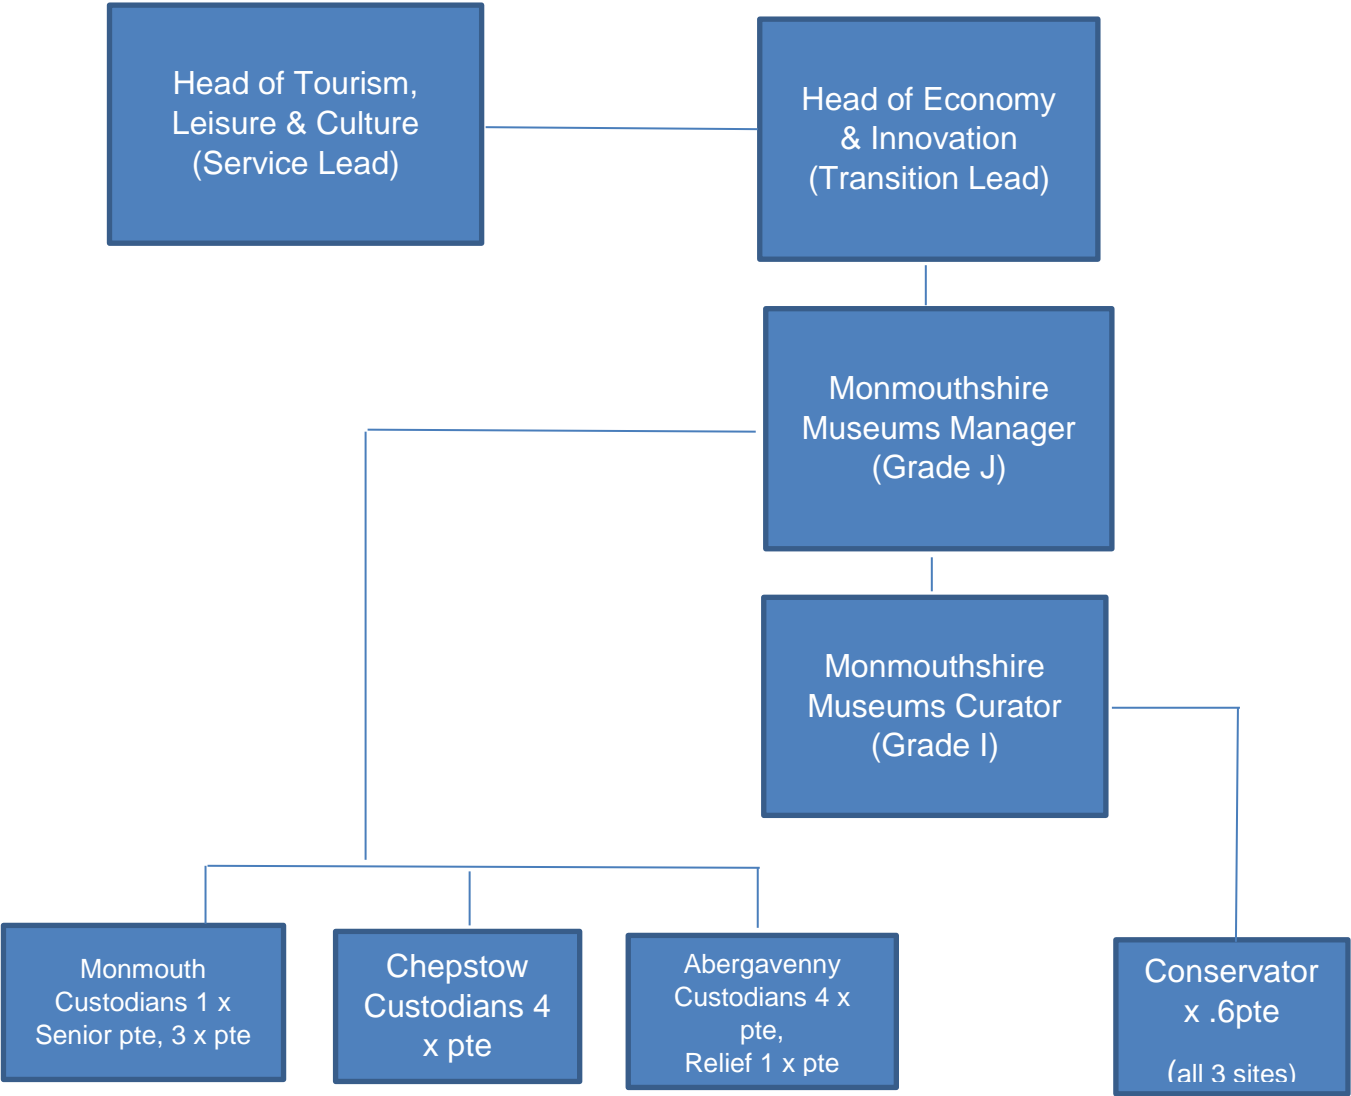 Head of Tourism,
Leisure & Culture
(Service Lead)
Head of Economy
& Innovation
(Transition Lead)
Monmouthshire
Museums Manager
(Grade J)
Monmouthshire
Museums Curator
(Grade I)
Monmouth
Custodians 1 x
Senior pte, 3 x pte
Chepstow
Custodians 4
x pte
Abergavenny
Custodians 4 x
pte,
Relief 1 x pte
Conservator
x .6pte
(all 3 sites)